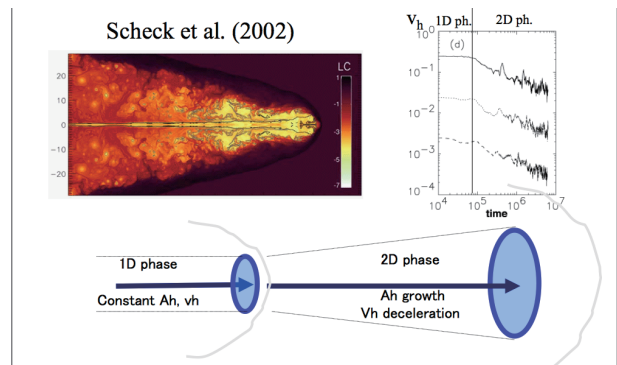 Scheck et al. (2002)
20
10
0
-10
-20
LC
1
-1
-3
-5
-7
Vh 1D ph. 2D ph.
(d)
10^0
10^-1
10^-2
10^-3
10^-4
10^4 10^5 10^6 10^7
time
1D phase
Constant Ah, vh
2D phase
Ah growth
Vh deceleration